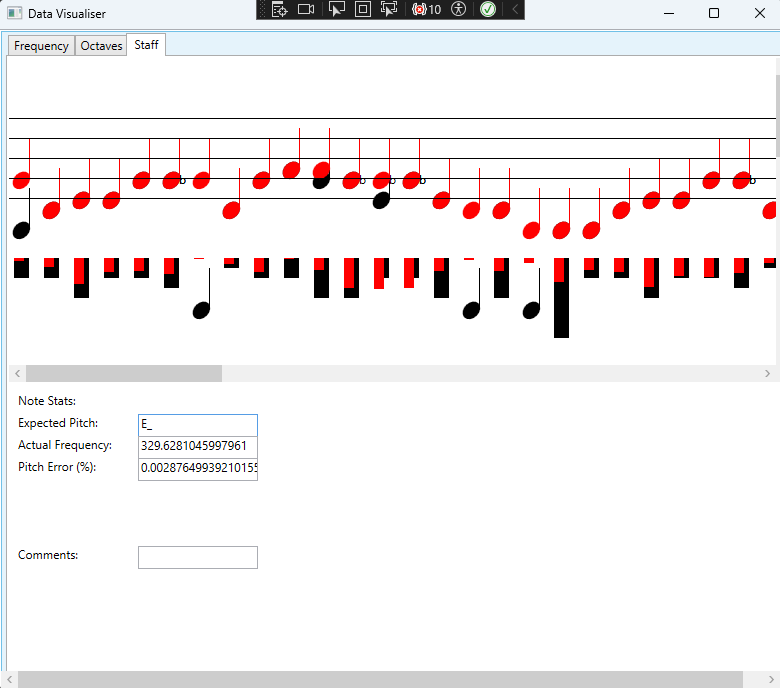 Data Visualiser
10
Frequency Octaves Staff
b b b b
Note Stats:
Expected Pitch: E_
Actual Frequency: 329.6281045997961
Pitch Error (%): 0.00287649939210155
Comments: